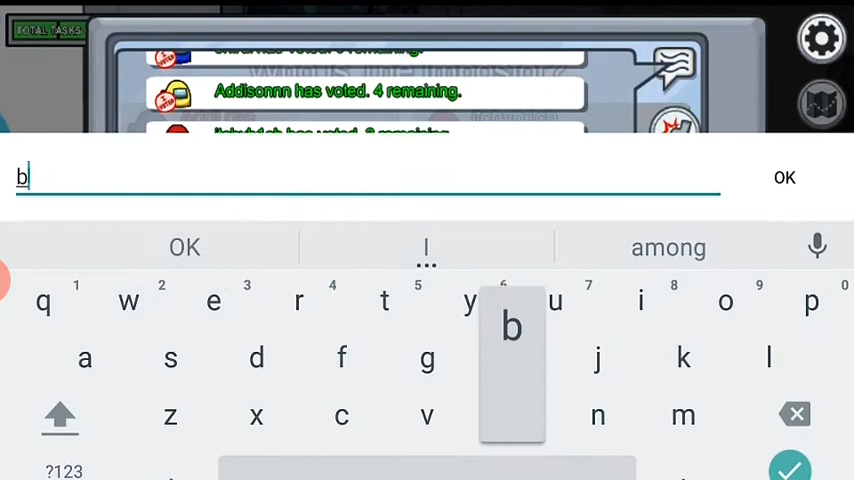 TOTAL TASKS
Addisonnn has voted. 4 remaining.
b
OK
OK
I
among
q 1 w 2 e 3 r 4 t 5 y 6 u 7 i 8 o 9 p 0
b
a s d f g j k l
z x c v n m
?123